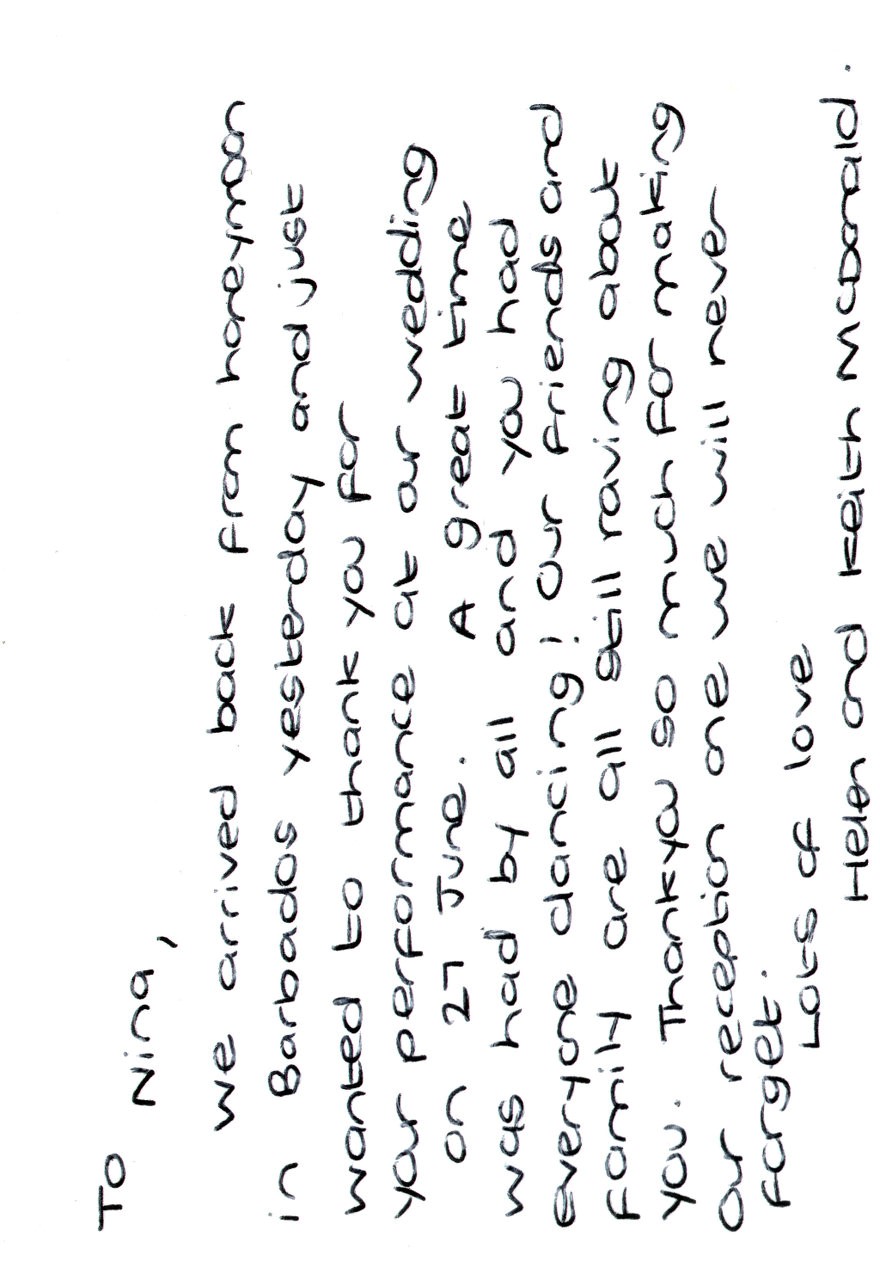 To
Nina,
we arrived back from honeymoon
in Barbados yesterday and just
wanted to thank you for
your performance at our wedding
on 27 June. A great time
was had by all and you had
everyone dancing! Our friends and
family are all still raving about
you. Thankyou so much for making
our reception one we will never
forget.
Lots of love
Helen and Keith McDonald.